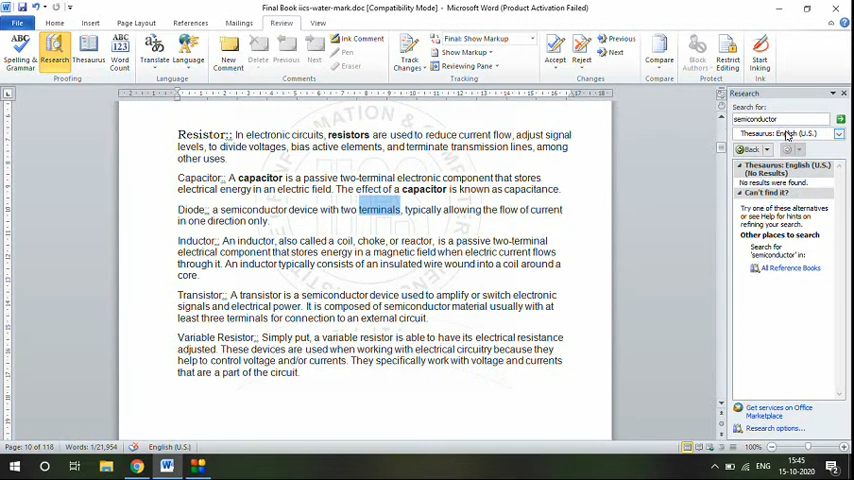 Final Book iics-water-mark.doc [Compatibility Mode] - Microsoft Word (Product Activation Failed)
File Home Insert Page Layout References Mailings Review View
Spelling & Grammar
Research
Thesaurus
Word Count
Translate
Language
New Comment
Delete
Previous
Next
Ink Comment
Pen
Eraser
Track Changes
Final: Show Markup
Show Markup
Reviewing Pane
Accept
Reject
Previous
Next
Compare
Block Authors
Restrict Editing
Start Inking
Proofing Language Comments Tracking Changes Compare Protect Ink
Resistor:: In electronic circuits, resistors are used to reduce current flow, adjust signal
levels, to divide voltages, bias active elements, and terminate transmission lines, among
other uses.
Capacitor:: A capacitor is a passive two-terminal electronic component that stores
electrical energy in an electric field. The effect of a capacitor is known as capacitance.
Diode:: a semiconductor device with two terminals, typically allowing the flow of current
in one direction only.
Inductor:: An inductor, also called a coil, choke, or reactor, is a passive two-terminal
electrical component that stores energy in a magnetic field when electric current flows
through it. An inductor typically consists of an insulated wire wound into a coil around a
core.
Transistor:: A transistor is a semiconductor device used to amplify or switch electronic
signals and electrical power. It is composed of semiconductor material usually with at
least three terminals for connection to an external circuit.
Variable Resistor:: Simply put, a variable resistor is able to have its electrical resistance
adjusted. These devices are used when working with electrical circuitry because they
help to control voltage and/or currents. They specifically work with voltage and currents
that are a part of the circuit.
Research
Search for:
semiconductor
Thesaurus: English (U.S.)
Back
Thesaurus: English (U.S.)
(No Results)
No results were found.
Can't find it?
Try one of these alternatives
or see Help for hints on
refining your search.
Other places to search
Search for
'semiconductor' in:
All Reference Books
Get services on Office
Marketplace
Research options...
Page: 10 of 118 Words: 1/21,954 English (U.S.) 100%
ENG
15:45
15-10-2020
2